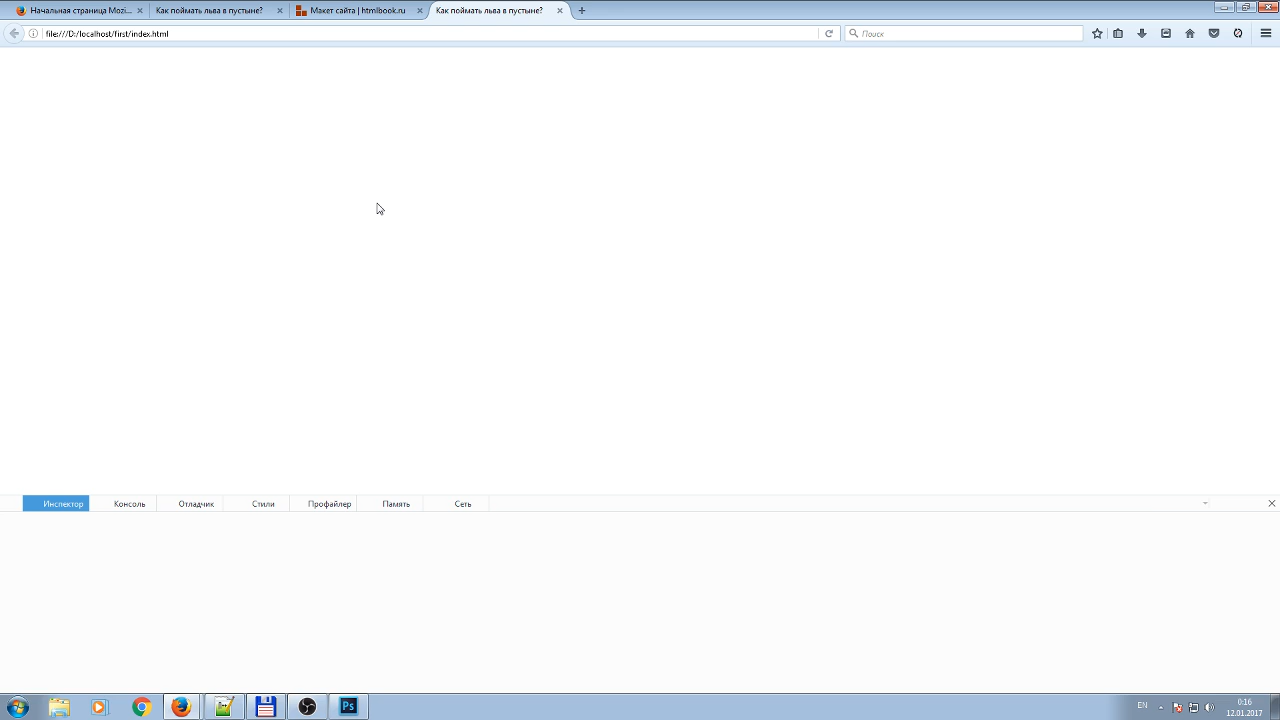 Начальная страница Mozi...
Как поймать льва в пустыне?
Макет сайта | htmlbook.ru
Как поймать льва в пустыне?
file:///D:/localhost/first/index.html
Поиск
Инспектор
Консоль
Отладчик
Стили
Профайлер
Память
Сеть
Ps
EN
0:16
12.01.2017